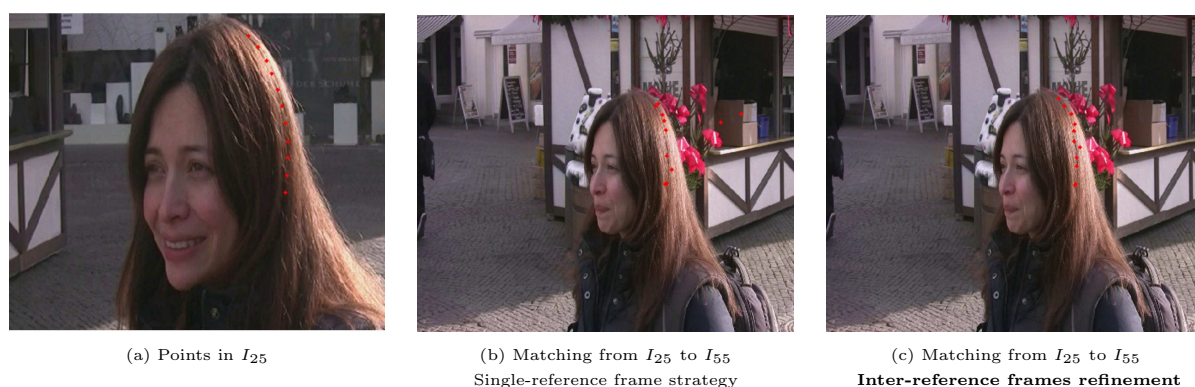 (a) Points in I25
(b) Matching from I25 to I55
Single-reference frame strategy
(c) Matching from I25 to I55
Inter-reference frames refinement